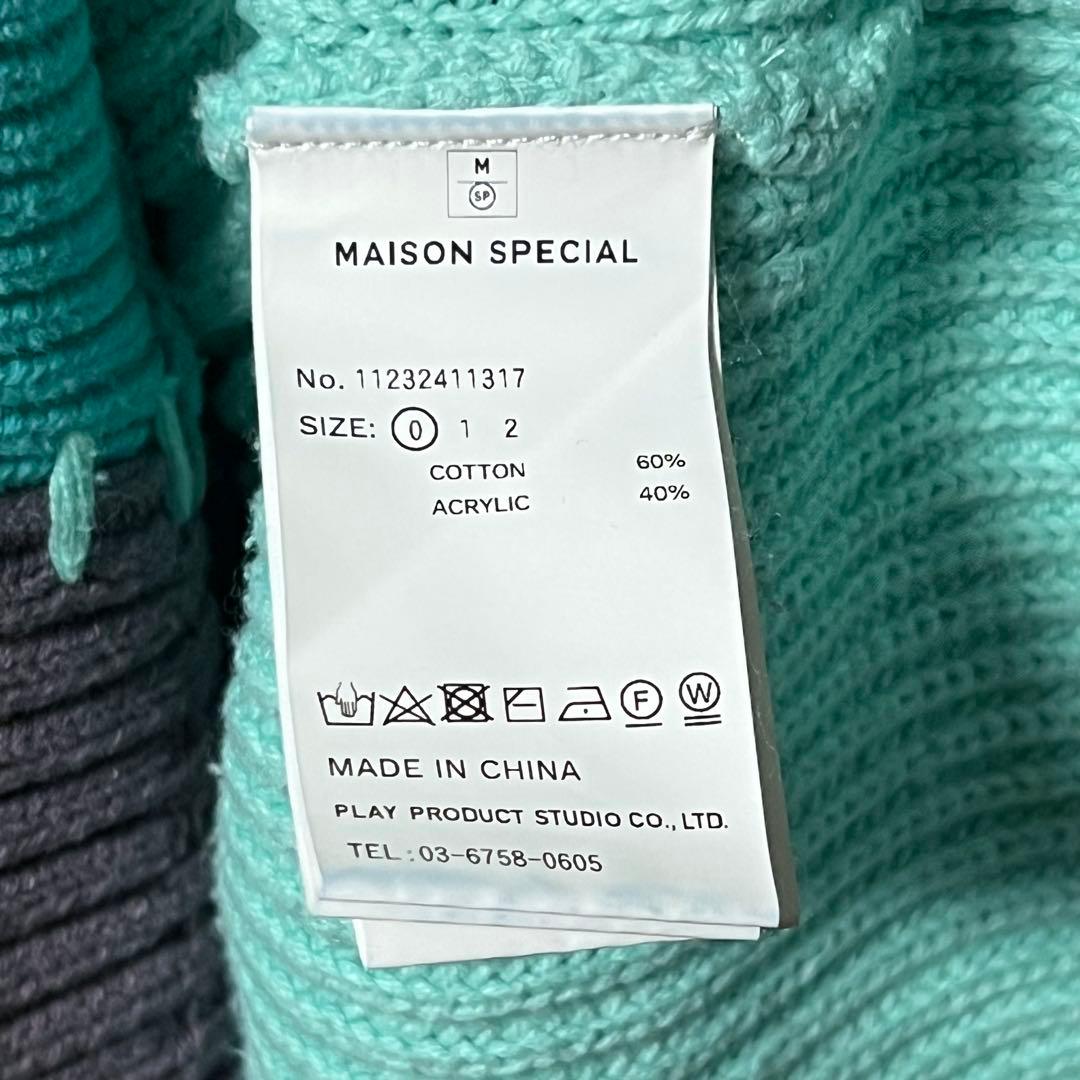 M
SP
MAISON SPECIAL
No. 11232411317
SIZE: 0 1 2
COTTON 60%
ACRYLIC 40%
F W
MADE IN CHINA
PLAY PRODUCT STUDIO CO., LTD.
TEL:03-6758-0605